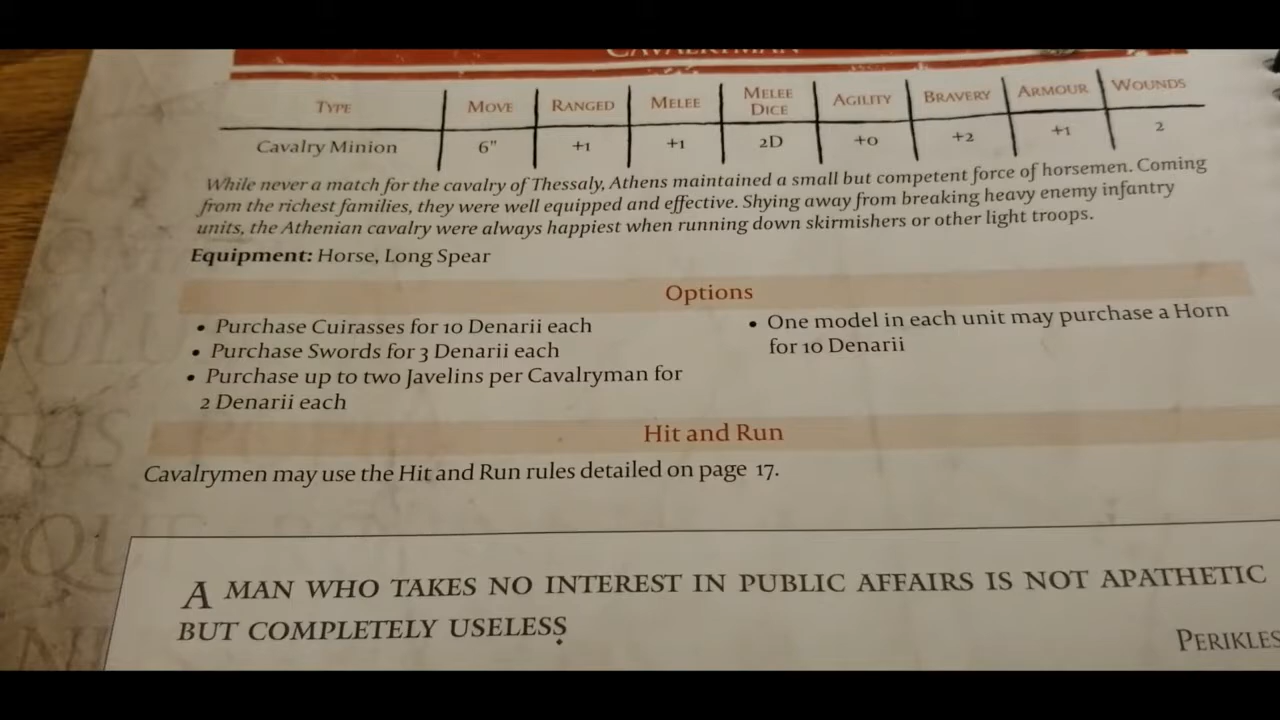 CAVALRYMAN
TYPE MOVE RANGED MELEE MELEE DICE AGILITY BRAVERY ARMOUR WOUNDS
Cavalry Minion 6" +1 +1 2D +0 +2 +1 2
While never a match for the cavalry of Thessaly, Athens maintained a small but competent force of horsemen. Coming
from the richest families, they were well equipped and effective. Shying away from breaking heavy enemy infantry
units, the Athenian cavalry were always happiest when running down skirmishers or other light troops.
Equipment: Horse, Long Spear
Options
• Purchase Cuirasses for 10 Denarii each
• Purchase Swords for 3 Denarii each
• Purchase up to two Javelins per Cavalryman for
2 Denarii each
• One model in each unit may purchase a Horn
for 10 Denarii
Hit and Run
Cavalrymen may use the Hit and Run rules detailed on page 17.
A MAN WHO TAKES NO INTEREST IN PUBLIC AFFAIRS IS NOT APATHETIC
BUT COMPLETELY USELESS.
PERIKLES